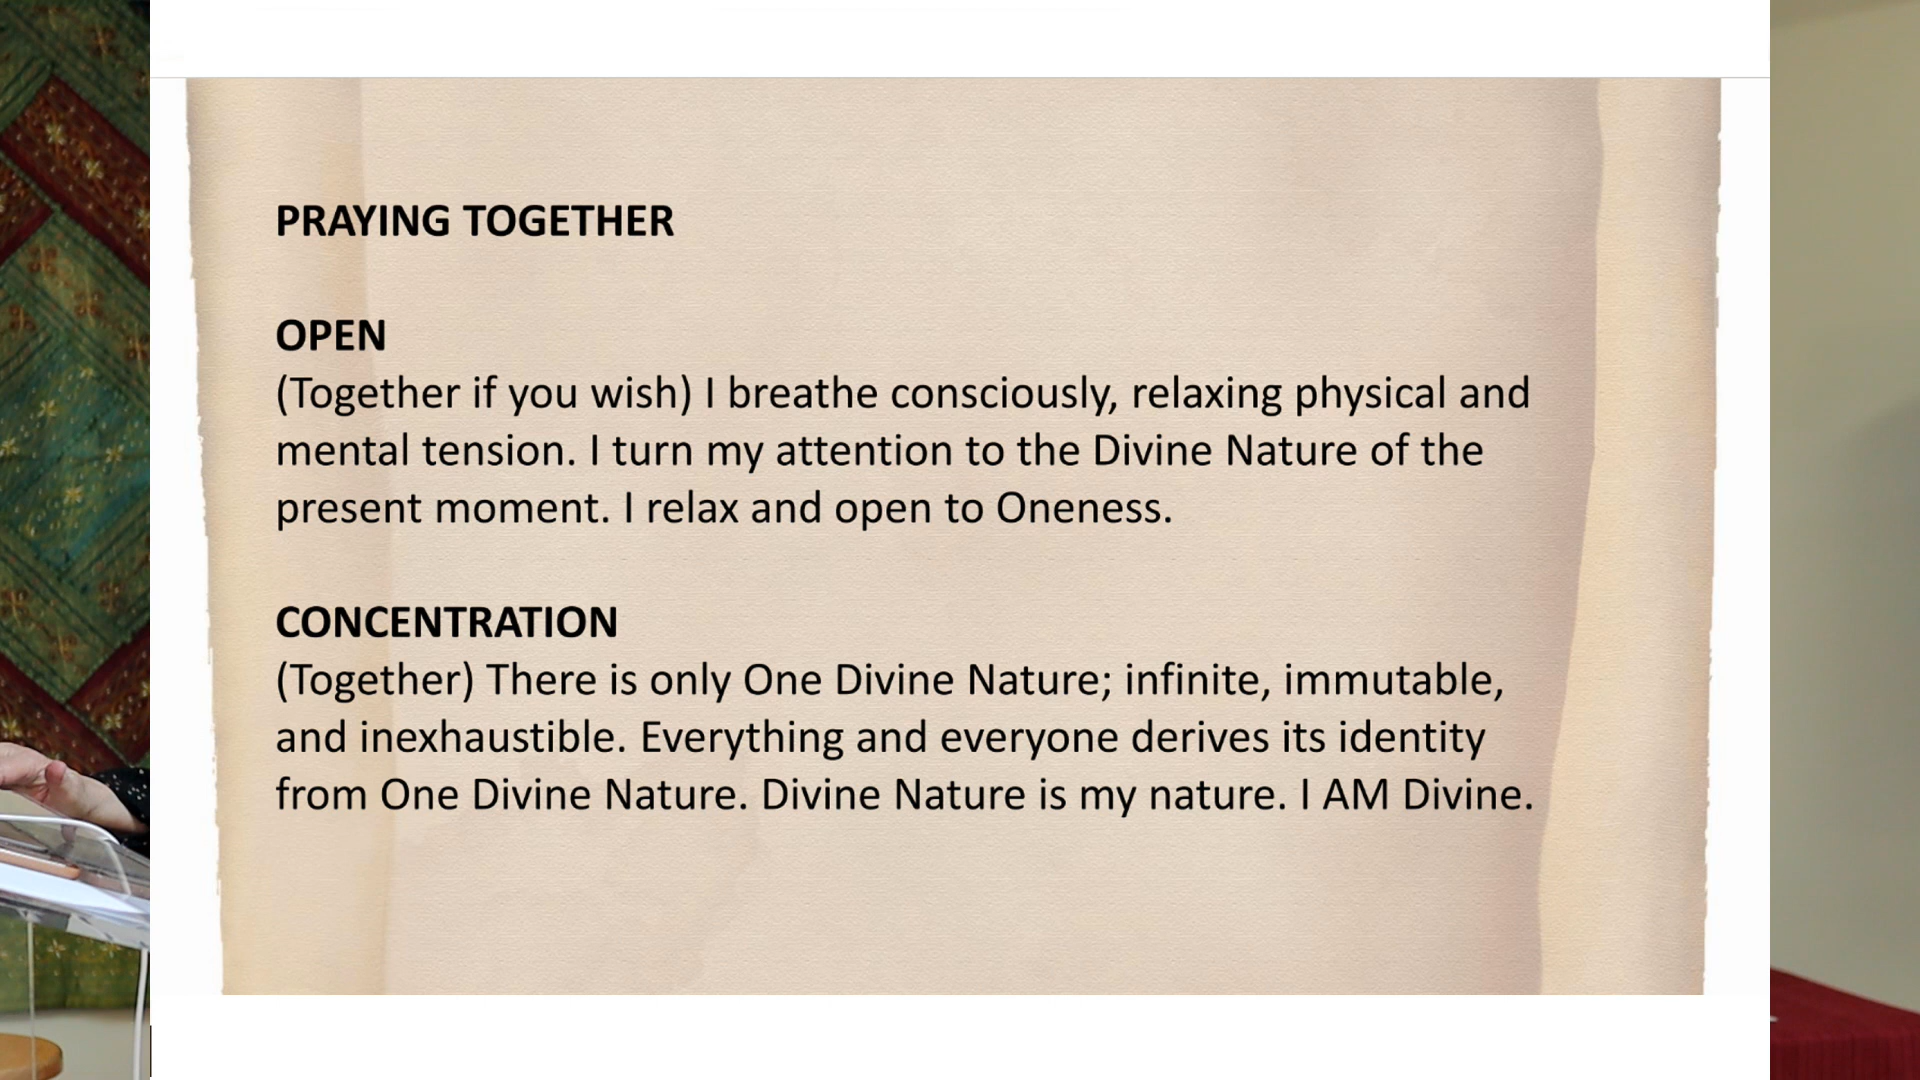 PRAYING TOGETHER
OPEN
(Together if you wish) I breathe consciously, relaxing physical and
mental tension. I turn my attention to the Divine Nature of the
present moment. I relax and open to Oneness.
CONCENTRATION
(Together) There is only One Divine Nature; infinite, immutable,
and inexhaustible. Everything and everyone derives its identity
from One Divine Nature. Divine Nature is my nature. I AM Divine.